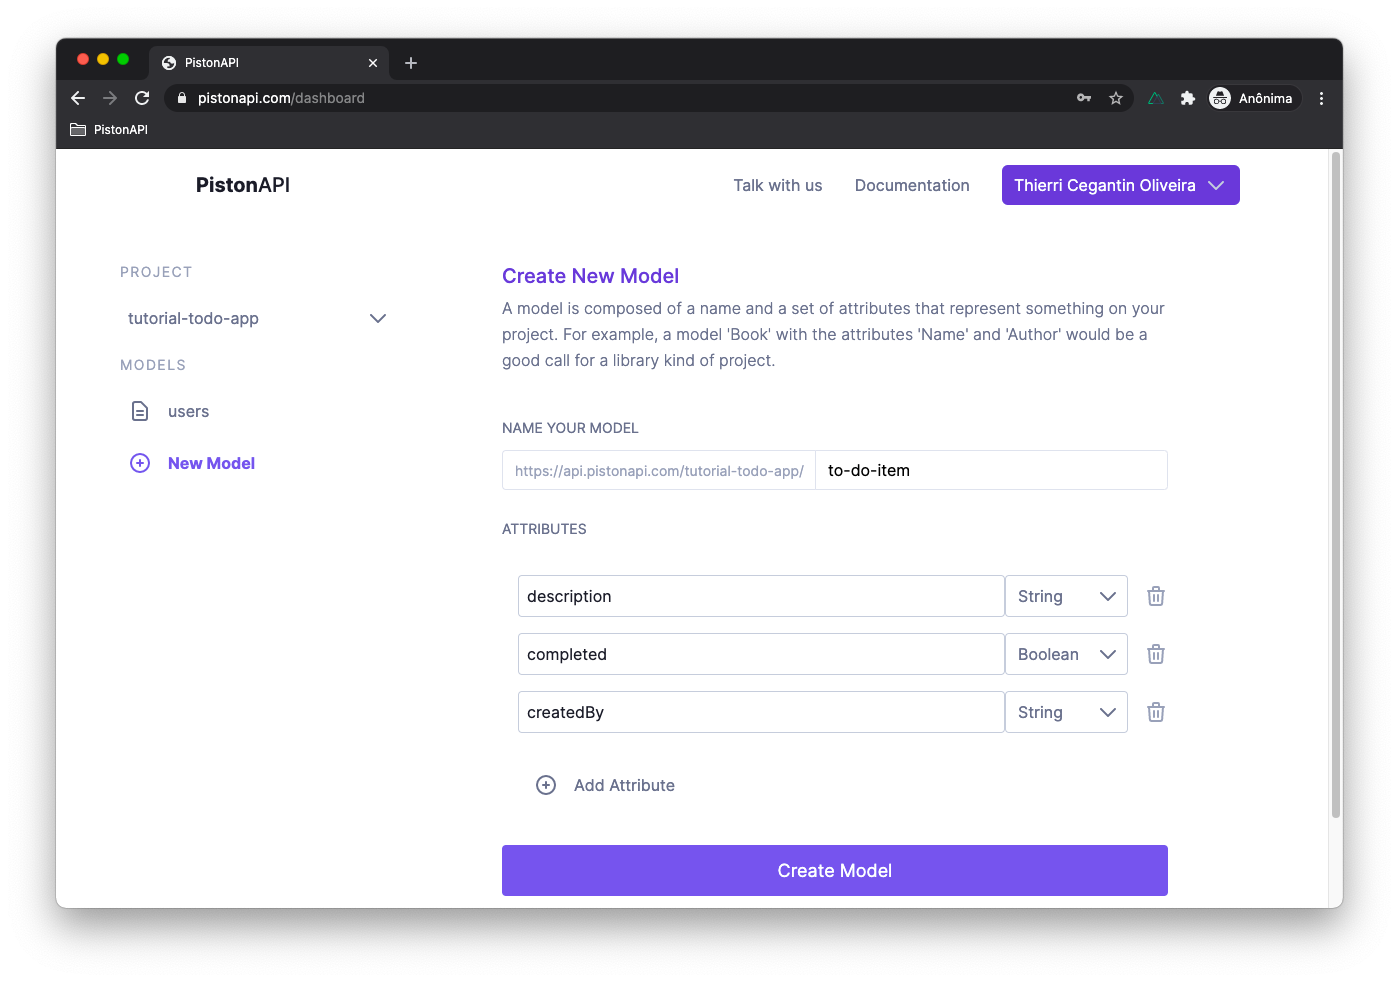 PistonAPI
pistonapi.com/dashboard
Anônima
PistonAPI
PistonAPI
Talk with us
Documentation
Thierri Cegantin Oliveira
PROJECT
tutorial-todo-app
MODELS
users
New Model
Create New Model
A model is composed of a name and a set of attributes that represent something on your
project. For example, a model 'Book' with the attributes 'Name' and 'Author' would be a
good call for a library kind of project.
NAME YOUR MODEL
https://api.pistonapi.com/tutorial-todo-app/ to-do-item
ATTRIBUTES
description String
completed Boolean
createdBy String
Add Attribute
Create Model